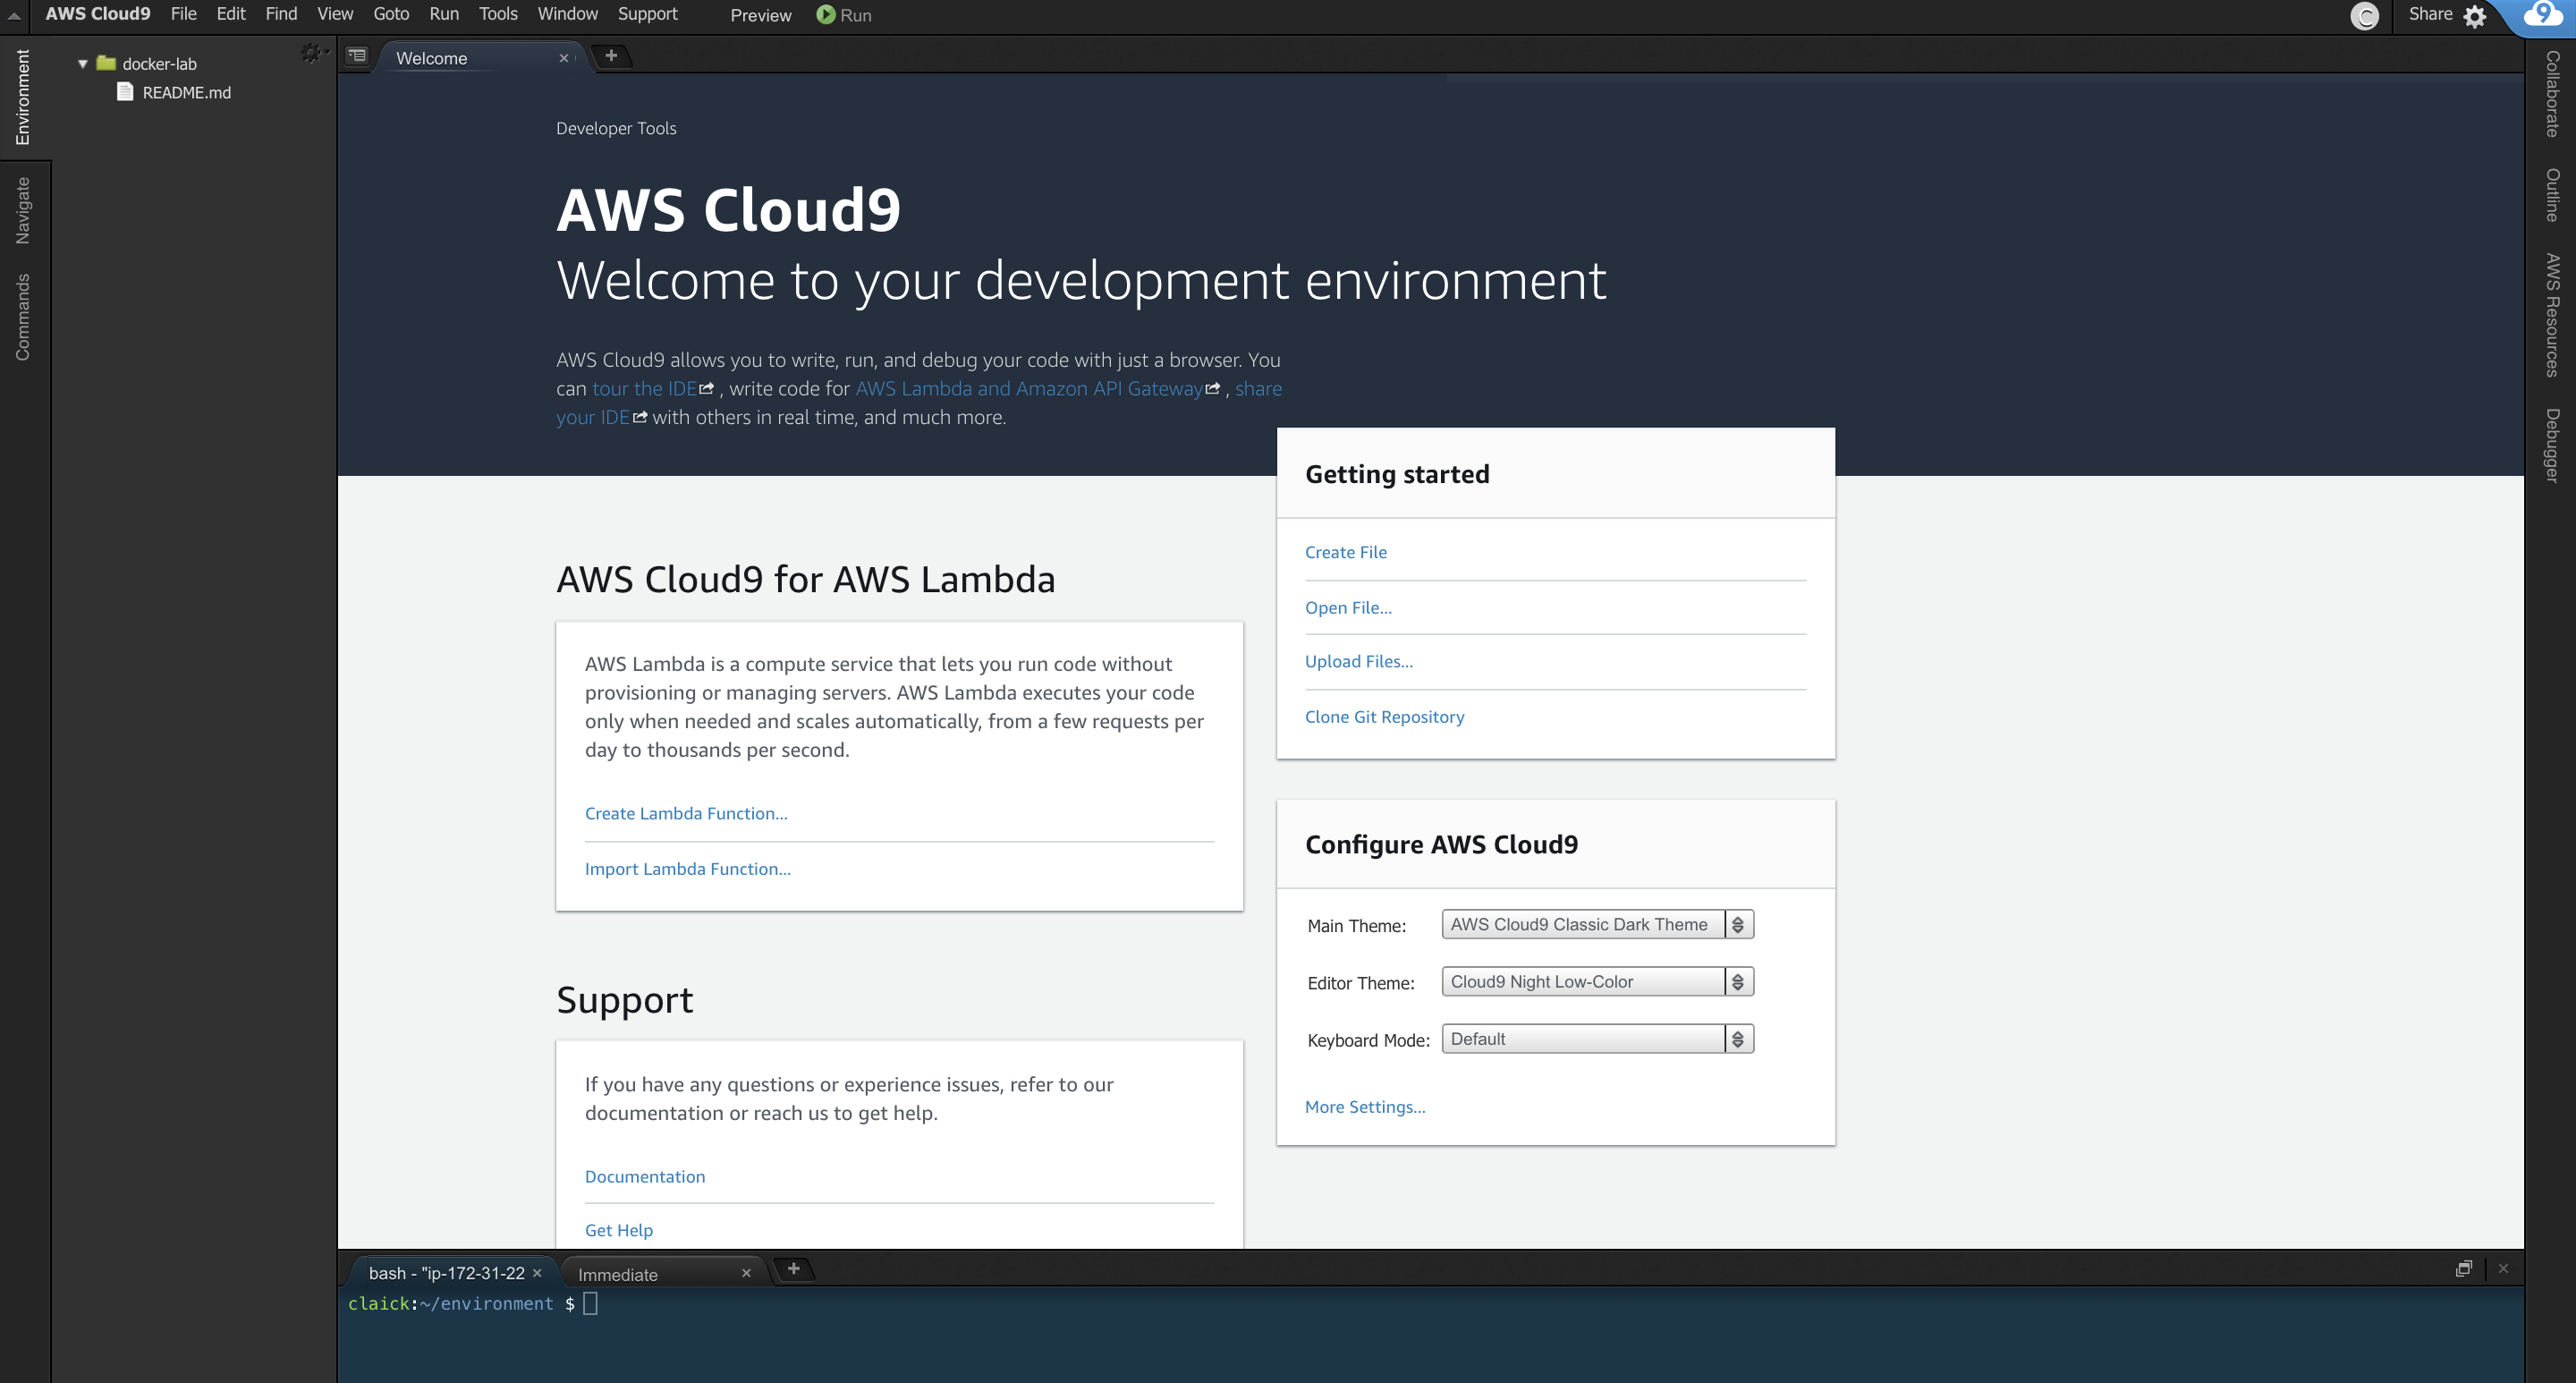 AWS Cloud9 File Edit Find View Goto Run Tools Window Support Preview Run
C Share 9
Environment
Navigate
Commands
docker-lab
README.md
Welcome
Developer Tools
AWS Cloud9
Welcome to your development environment
AWS Cloud9 allows you to write, run, and debug your code with just a browser. You
can tour the IDE , write code for AWS Lambda and Amazon API Gateway , share
your IDE with others in real time, and much more.
AWS Cloud9 for AWS Lambda
AWS Lambda is a compute service that lets you run code without
provisioning or managing servers. AWS Lambda executes your code
only when needed and scales automatically, from a few requests per
day to thousands per second.
Create Lambda Function...
Import Lambda Function...
Support
If you have any questions or experience issues, refer to our
documentation or reach us to get help.
Documentation
Get Help
Getting started
Create File
Open File...
Upload Files...
Clone Git Repository
Configure AWS Cloud9
Main Theme: AWS Cloud9 Classic Dark Theme
Editor Theme: Cloud9 Night Low-Color
Keyboard Mode: Default
More Settings...
Collaborate
Outline
AWS Resources
Debugger
bash - "ip-172-31-22
Immediate
claick:~/environment $